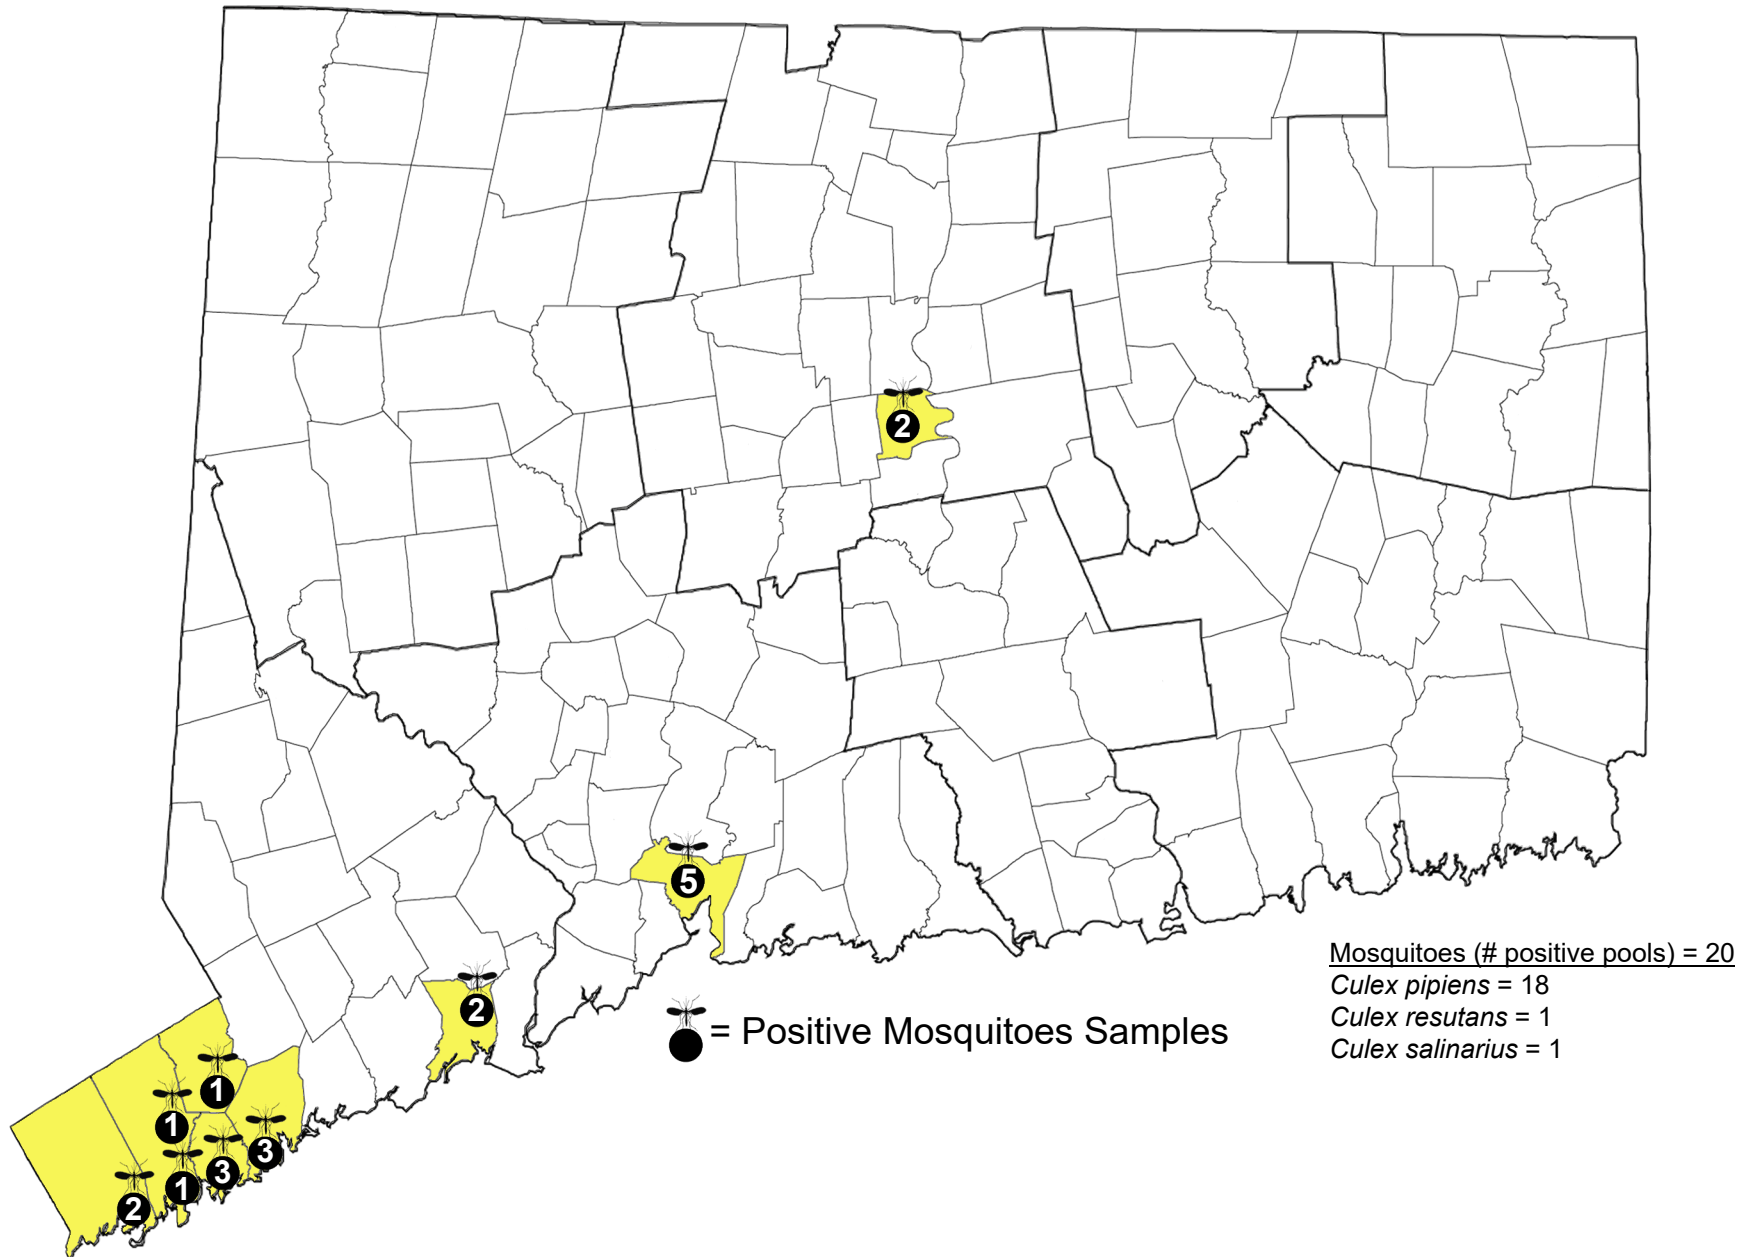 2
5
2
1
1
3
3
1
2
= Positive Mosquitoes Samples
Mosquitoes (# positive pools) = 20
Culex pipiens = 18
Culex resutans = 1
Culex salinarius = 1